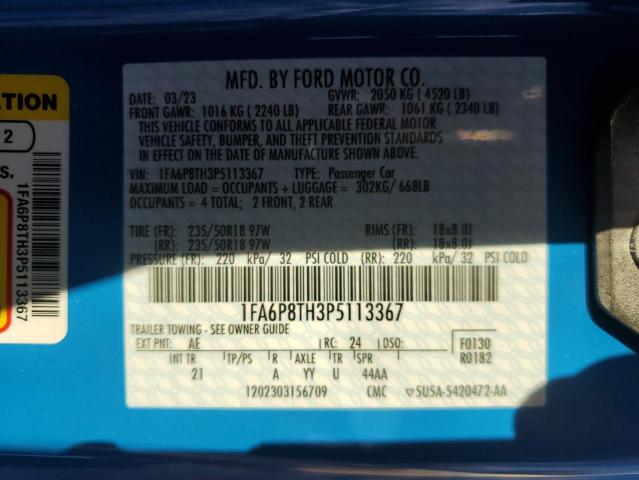 ATION
2
S.
1FA6P8TH3P5113367
MFD. BY FORD MOTOR CO.
DATE: 03/23 GVWR: 2050 KG ( 4520 LB)
FRONT GAWR: 1016 KG ( 2240 LB) REAR GAWR: 1061 KG ( 2340 LB)
THIS VEHICLE CONFORMS TO ALL APPLICABLE FEDERAL MOTOR
VEHICLE SAFETY, BUMPER, AND THEFT PREVENTION STANDARDS
IN EFFECT ON THE DATE OF MANUFACTURE SHOWN ABOVE.
VIN: 1FA6P8TH3P5113367 TYPE: Passenger Car
MAXIMUM LOAD = OCCUPANTS + LUGGAGE = 302KG/ 668LB
OCCUPANTS = 4 TOTAL; 2 FRONT, 2 REAR
TIRE (FR): 235/50R18 97W RIMS (FR): 18x8.0J
(RR): 235/50R18 97W (RR): 18x8.0J
PRESSURE (FR): 220 kPa/ 32 PSI COLD (RR): 220 kPa/ 32 PSI COLD
1FA6P8TH3P5113367
TRAILER TOWING - SEE OWNER GUIDE
EXT PNT: AE RC: 24 DSO: F0130
INT TR TP/PS R AXLE TR SPR R0182
21 A YY U 44AA
1202303156709 CMC 5U5A-5420472-AA